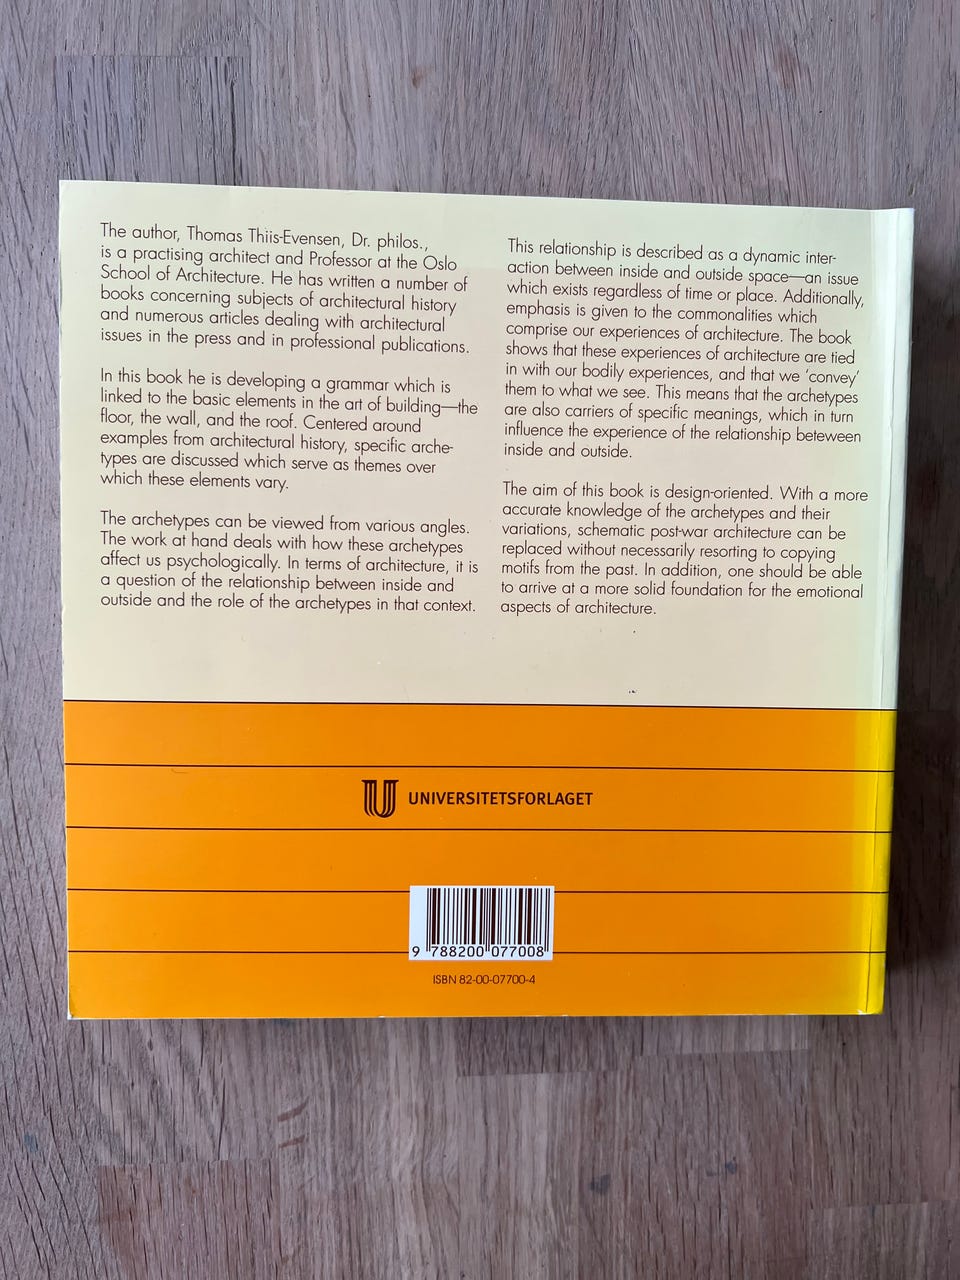 The author, Thomas Thiis-Evensen, Dr. philos.,
is a practising architect and Professor at the Oslo
School of Architecture. He has written a number of
books concerning subjects of architectural history
and numerous articles dealing with architectural
issues in the press and in professional publications.
In this book he is developing a grammar which is
linked to the basic elements in the art of building—the
floor, the wall, and the roof. Centered around
examples from architectural history, specific arche-
types are discussed which serve as themes over
which these elements vary.
The archetypes can be viewed from various angles.
The work at hand deals with how these archetypes
affect us psychologically. In terms of architecture, it is
a question of the relationship between inside and
outside and the role of the archetypes in that context.
This relationship is described as a dynamic inter-
action between inside and outside space—an issue
which exists regardless of time or place. Additionally,
emphasis is given to the commonalities which
comprise our experiences of architecture. The book
shows that these experiences of architecture are tied
in with our bodily experiences, and that we 'convey'
them to what we see. This means that the archetypes
are also carriers of specific meanings, which in turn
influence the experience of the relationship beteween
inside and outside.
The aim of this book is design-oriented. With a more
accurate knowledge of the archetypes and their
variations, schematic post-war architecture can be
replaced without necessarily resorting to copying
motifs from the past. In addition, one should be able
to arrive at a more solid foundation for the emotional
aspects of architecture.
UNIVERSITETSFORLAGET
9 788200 077008
ISBN 82-00-07700-4